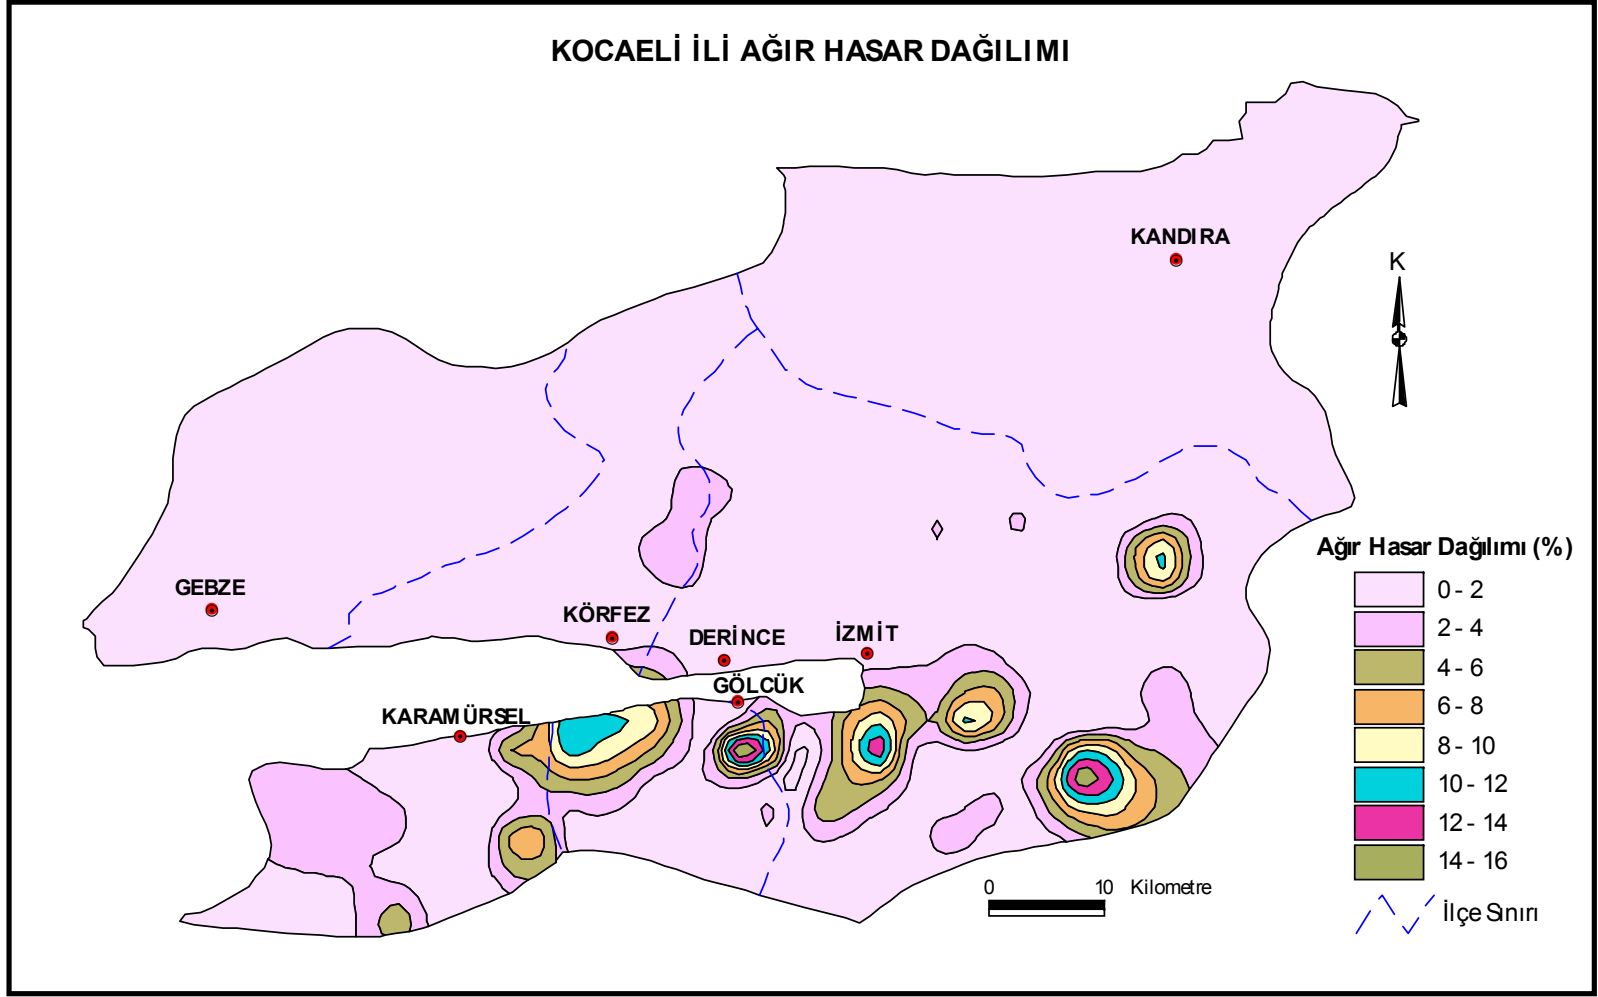 KOCAELİ İLİ AĞIR HASAR DAĞILIMI
KANDIRA
K
GEBZE
KÖRFEZ
DERİNCE
İZMİT
GÖLCÜK
KARAMÜRSEL
Ağır Hasar Dağılımı (%)
0 - 2
2 - 4
4 - 6
6 - 8
8 - 10
10 - 12
12 - 14
14 - 16
İlçe Sınırı
0 10 Kilometre